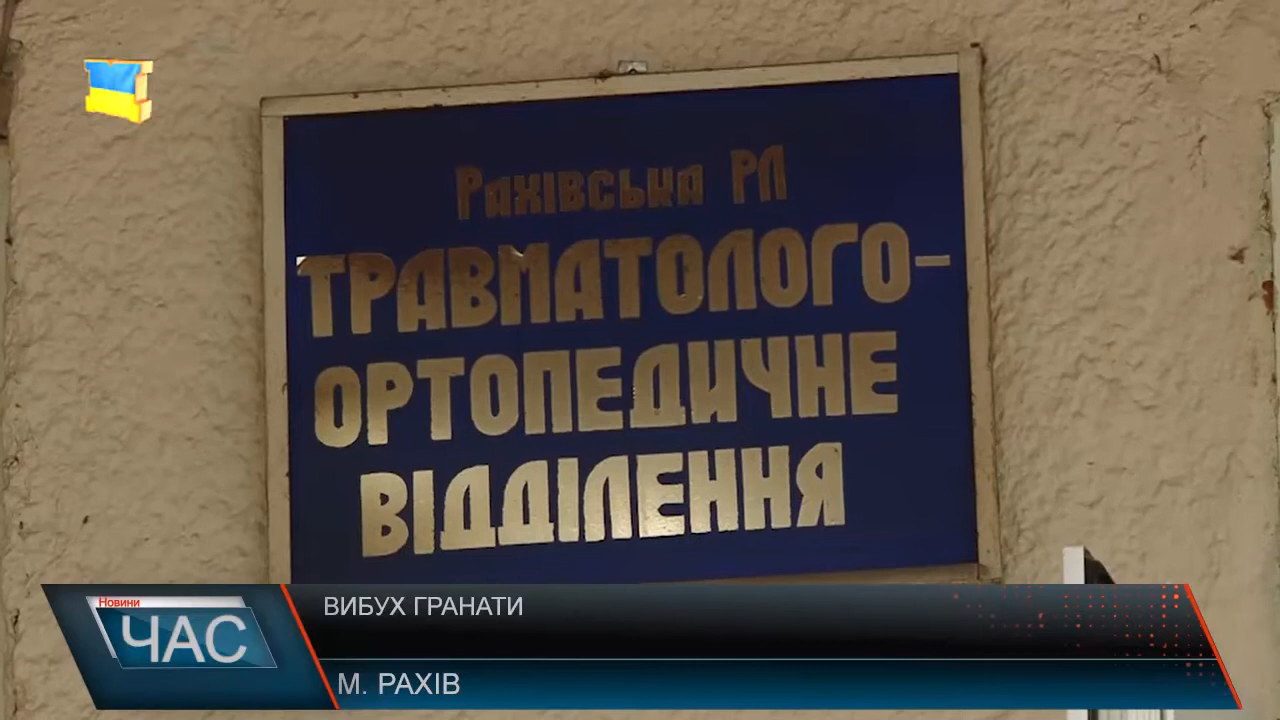 Рахівська РЛ
ТРАВМАТОЛОГО-
ОРТОПЕДИЧНЕ
ВІДДІЛЕННЯ
Новини
ЧАС
ВИБУХ ГРАНАТИ
М. РАХІВ